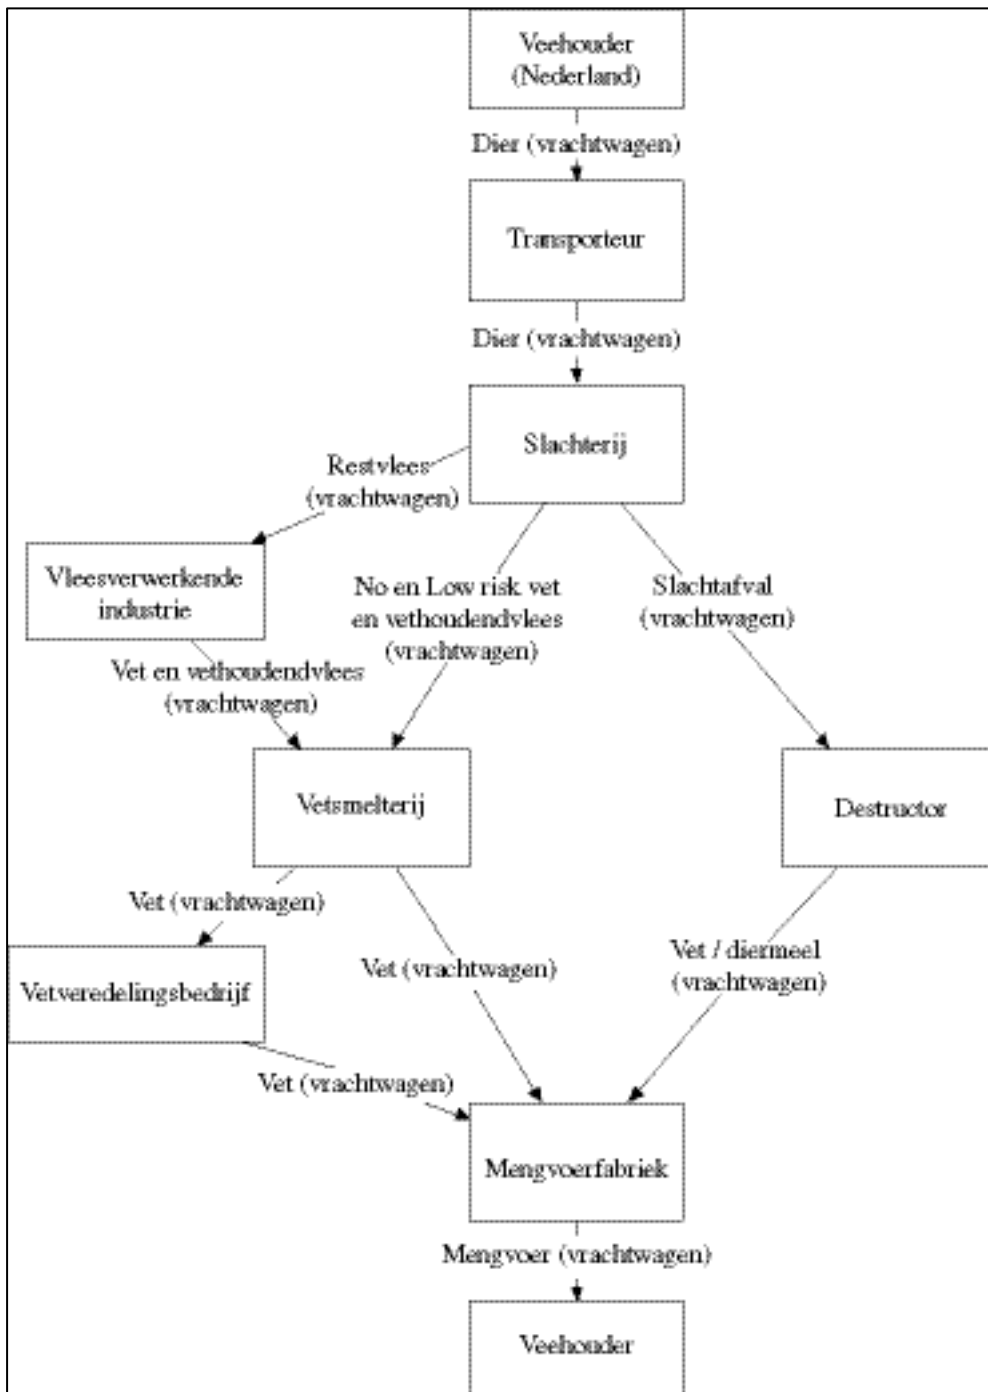 Veehouder
(Nederland)
Dier (vrachtwagen)
Transporteur
Dier (vrachtwagen)
Slachterij
Restvlees
(vrachtwagen)
Vleesverwerkende
industrie
No en Low risk vet
en vethoudendvlees
(vrachtwagen)
Slachtafval
(vrachtwagen)
Vet en vethoudendvlees
(vrachtwagen)
Vetsmelterij
Destructor
Vet (vrachtwagen)
Vetveredelingsbedrijf
Vet (vrachtwagen)
Vet / diermeel
(vrachtwagen)
Vet (vrachtwagen)
Mengvoerfabriek
Mengvoer (vrachtwagen)
Veehouder